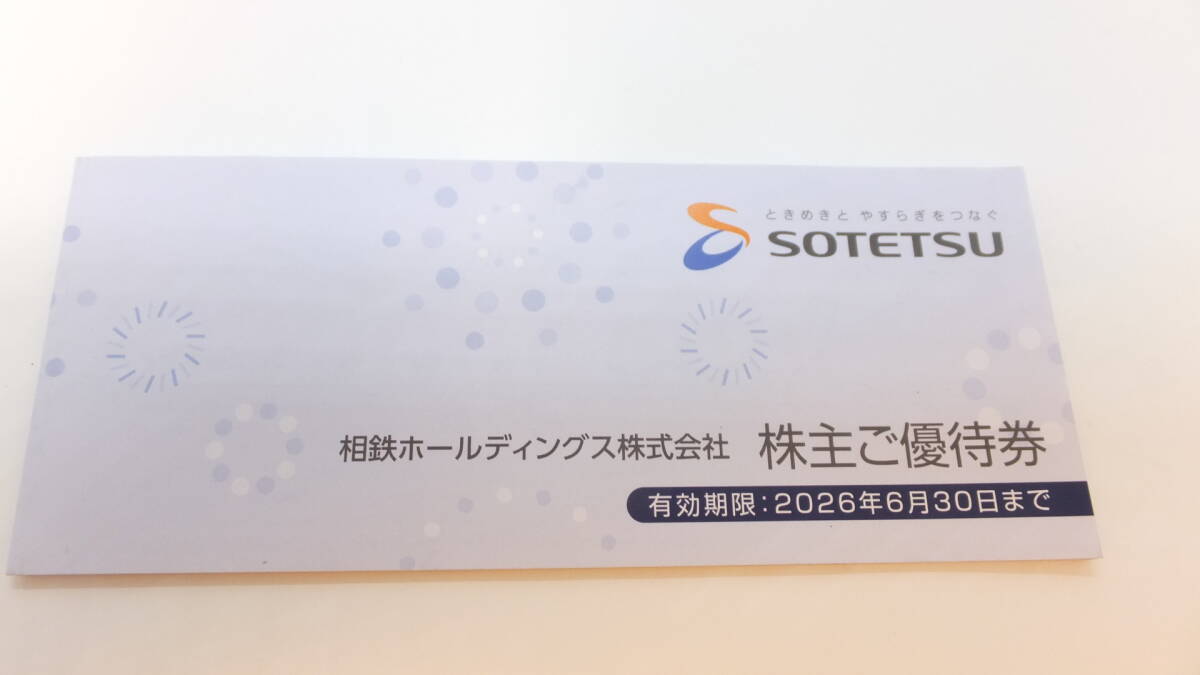 ときめきと やすらぎをつなぐ
SOTETSU
相鉄ホールディングス株式会社 株主ご優待券
有効期限：2026年6月30日まで